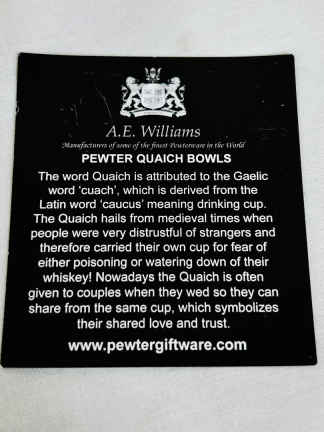 A.E. Williams
Manufacturers of some of the finest Pewterware in the World
PEWTER QUAICH BOWLS
The word Quaich is attributed to the Gaelic
word 'cuach', which is derived from the
Latin word 'caucus' meaning drinking cup.
The Quaich hails from medieval times when
people were very distrustful of strangers and
therefore carried their own cup for fear of
either poisoning or watering down of their
whiskey! Nowadays the Quaich is often
given to couples when they wed so they can
share from the same cup, which symbolizes
their shared love and trust.
www.pewtergiftware.com